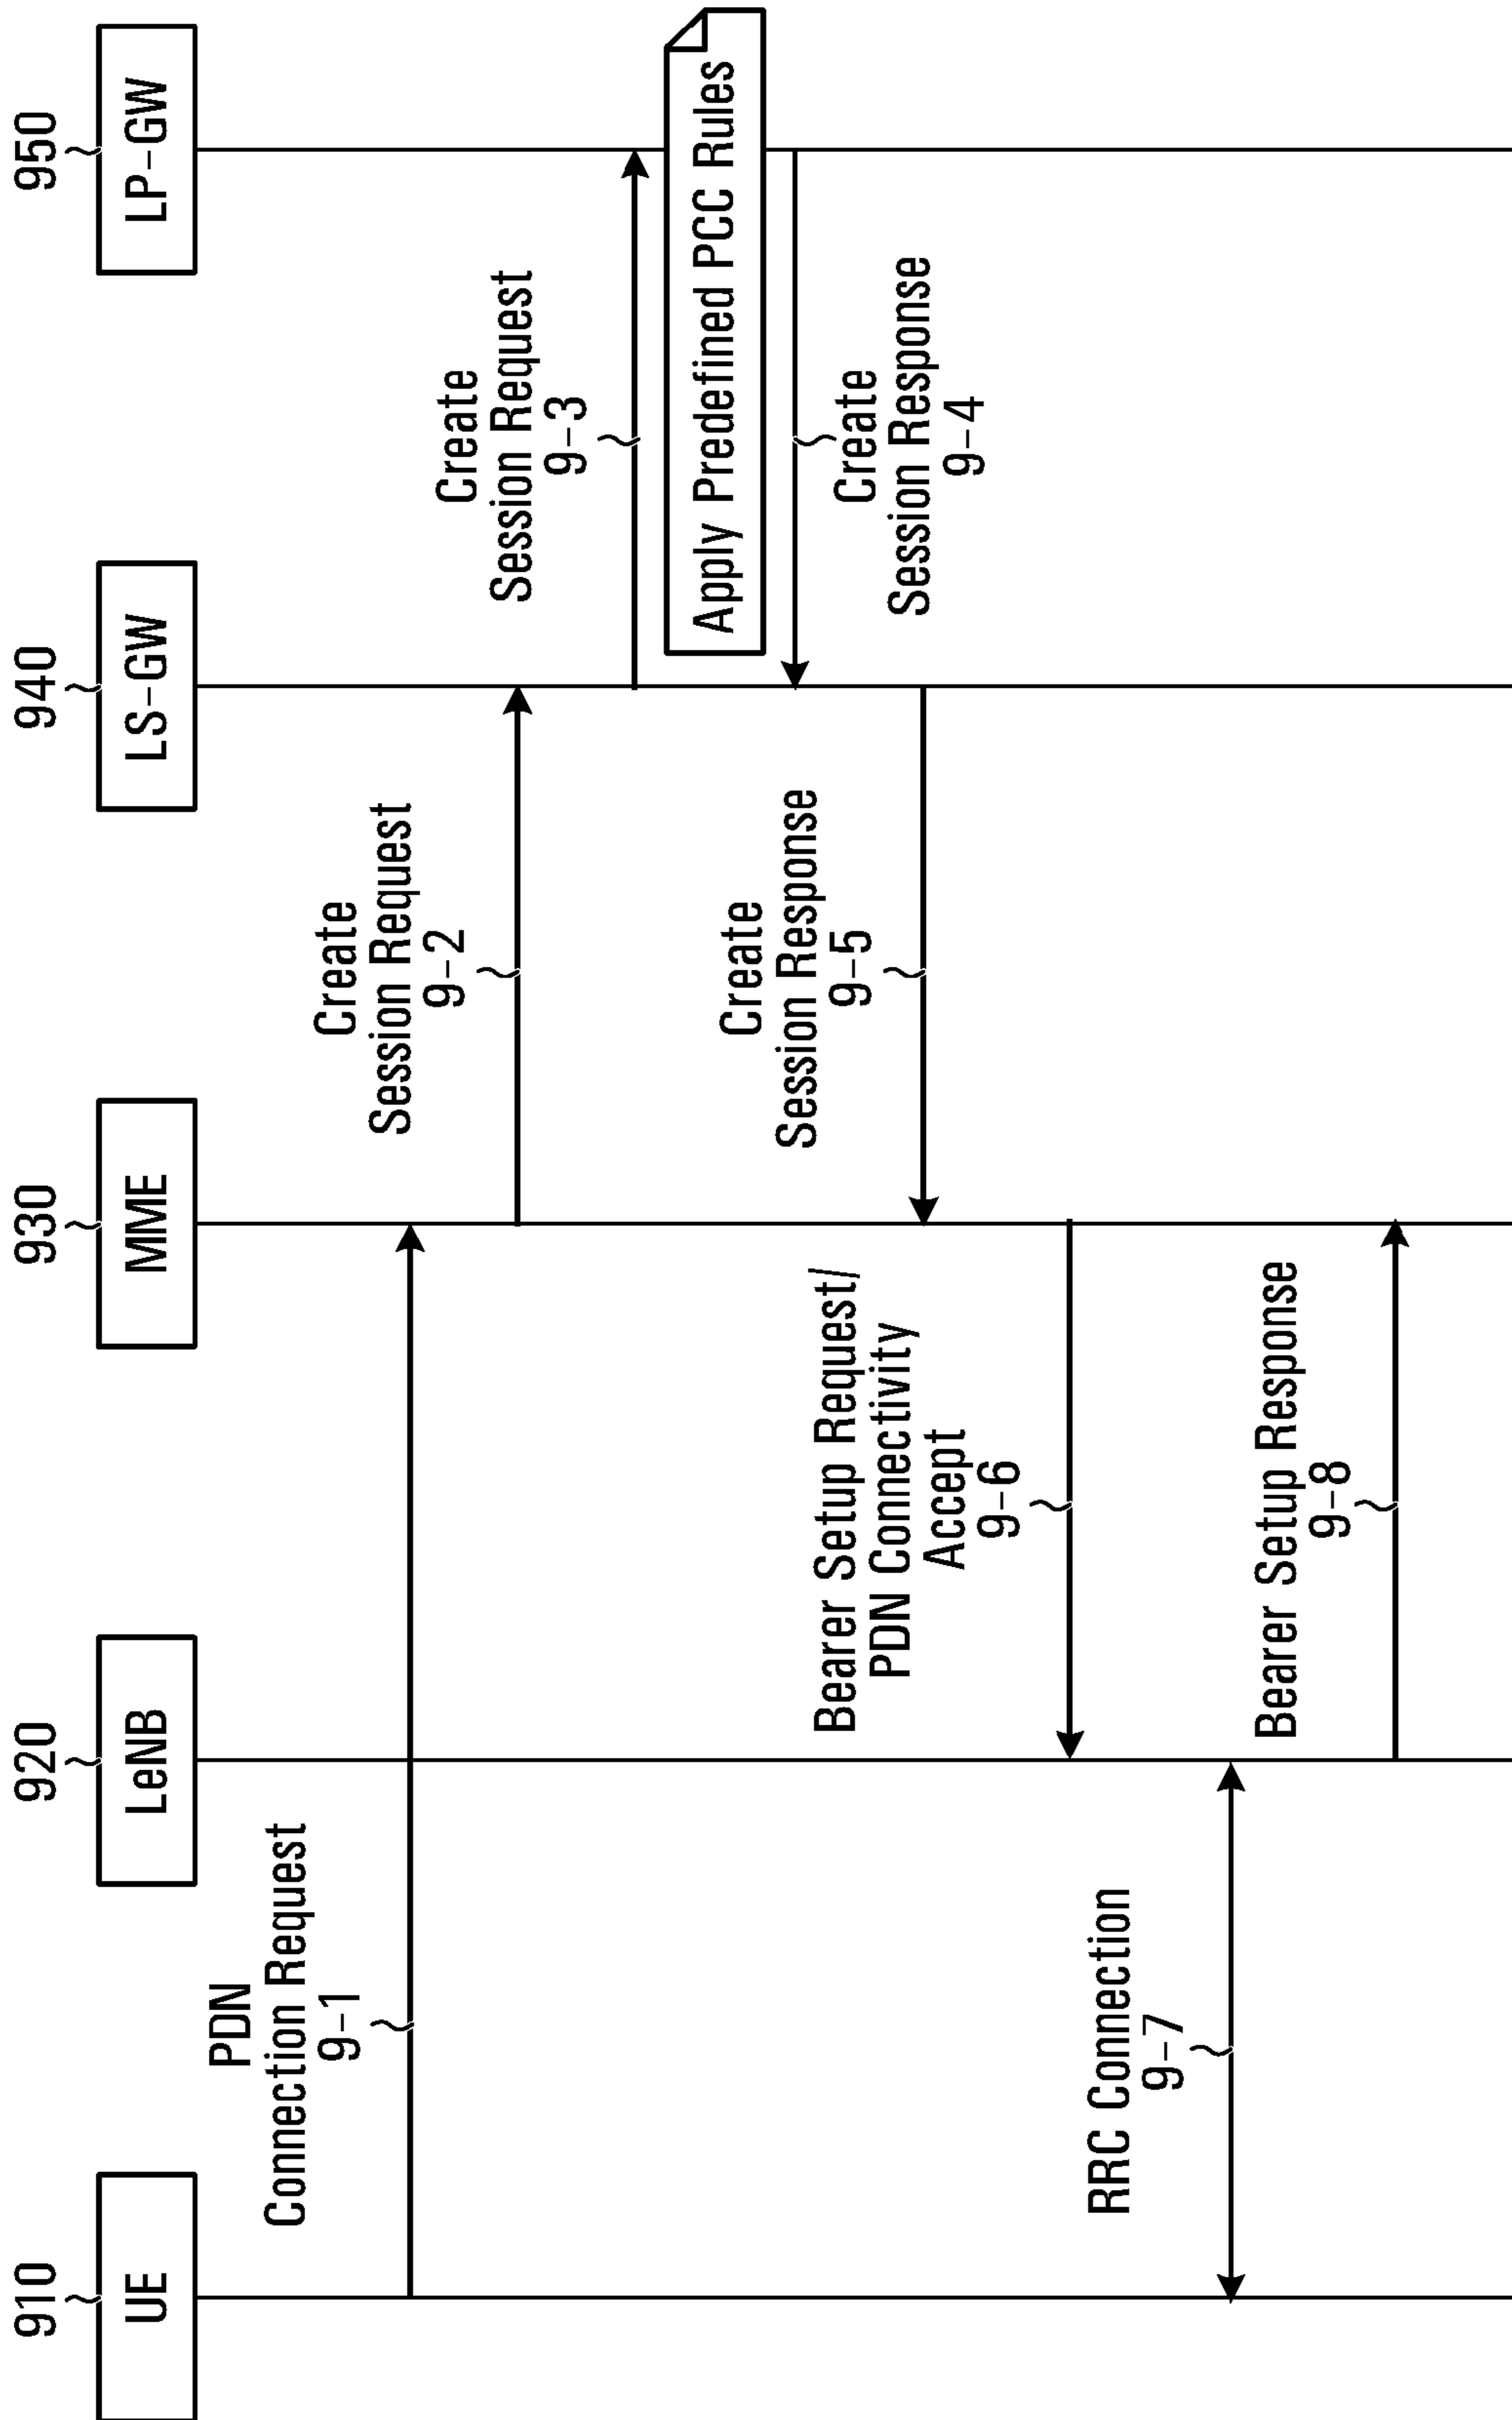 910
920
930
940
950
UE
LeNB
MME
LS-GW
LP-GW
PDN
Connection Request
9-1
Create
Session Request
9-2
Create
Session Request
9-3
Apply Predefined PCC Rules
Create
Session Response
9-4
Create
Session Response
9-5
Bearer Setup Request/
PDN Connectivity
Accept
9-6
RRC Connection
9-7
Bearer Setup Response
9-8